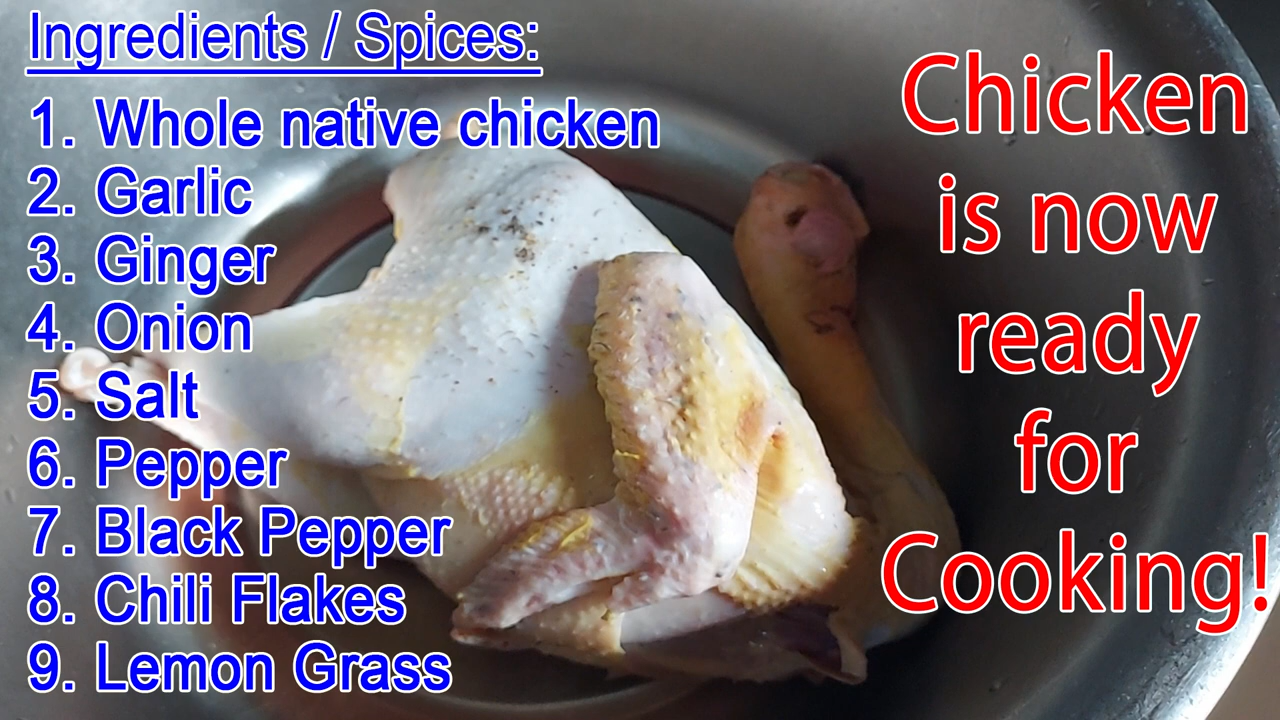 Ingredients / Spices:
1. Whole native chicken
2. Garlic
3. Ginger
4. Onion
5. Salt
6. Pepper
7. Black Pepper
8. Chili Flakes
9. Lemon Grass
Chicken
is now
ready
for
Cooking!